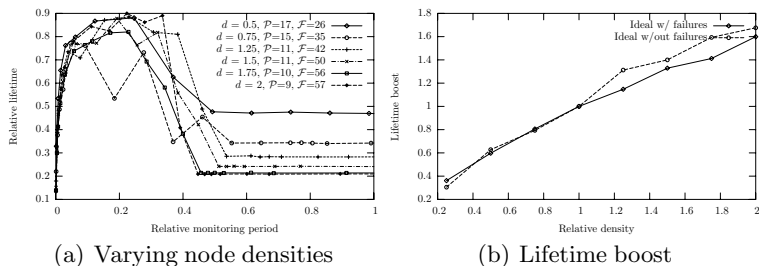 0.9
0.8
0.7
0.6
0.5
0.4
0.3
0.2
0.1
Relative lifetime
0 0.2 0.4 0.6 0.8 1
Relative monitoring period
d = 0.5, P=17, F=26
d = 0.75, P=15, F=35
d = 1.25, P=11, F=42
d = 1.5, P=11, F=50
d = 1.75, P=10, F=56
d = 2, P=9, F=57
(a) Varying node densities
1.8
1.6
1.4
1.2
1
0.8
0.6
0.4
0.2
Lifetime boost
0.2 0.4 0.6 0.8 1 1.2 1.4 1.6 1.8 2
Relative density
Ideal w/ failures
Ideal w/out failures
(b) Lifetime boost